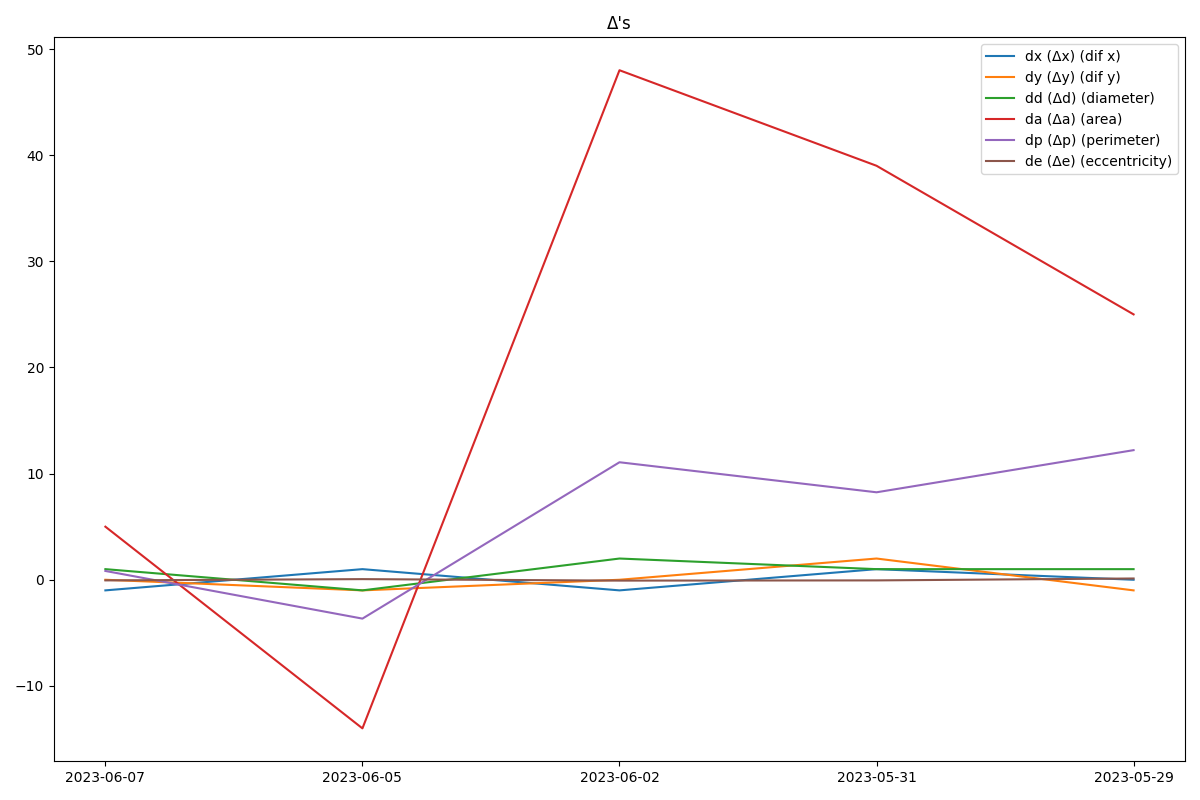 Δ's
dx (Δx) (dif x)
dy (Δy) (dif y)
dd (Δd) (diameter)
da (Δa) (area)
dp (Δp) (perimeter)
de (Δe) (eccentricity)
50
40
30
20
10
0
−10
2023-06-07 2023-06-05 2023-06-02 2023-05-31 2023-05-29